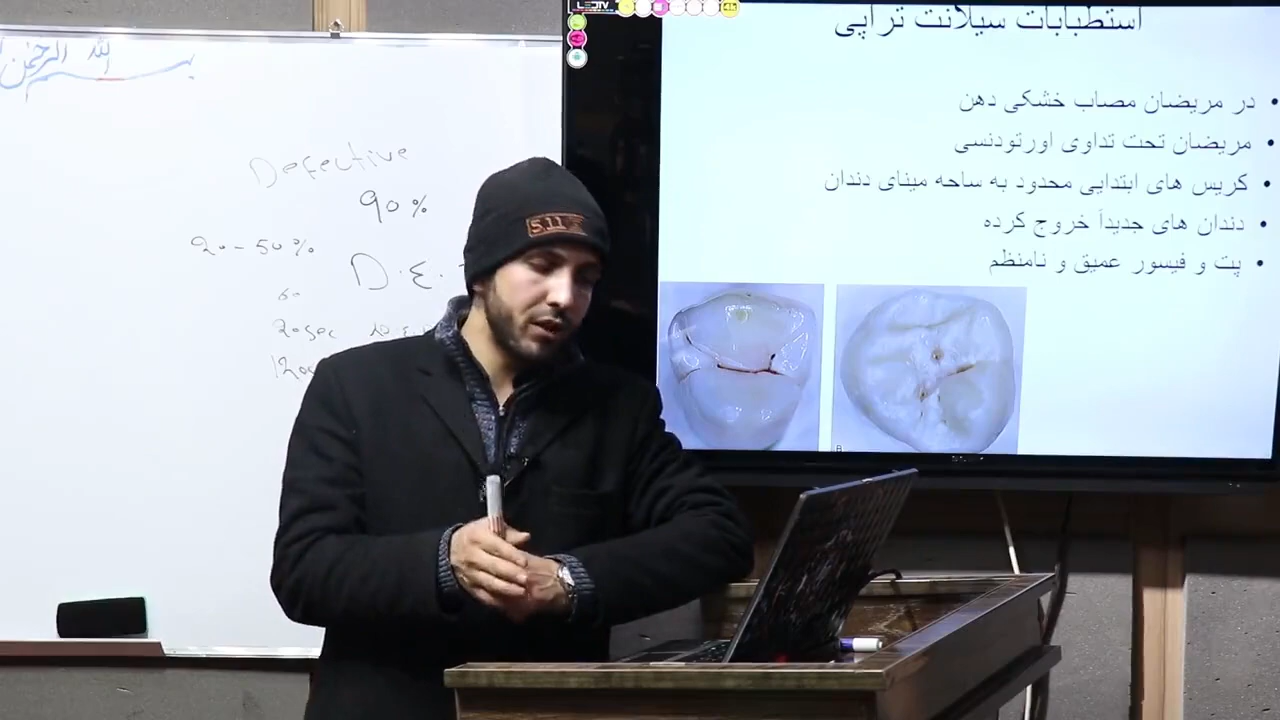 بسم الله الرحمن
Defective
90%
20-50%
D.E.
60
20sec
استطبابات سیلانت تراپی
• در مریضان مصاب خشکی دهن
• مریضان تحت تداوی اورتودنسی
• کریس های ابتدایی محدود به ساحه مینای دندان
• دندان های جدیداً خروج کرده
• پت و فیسور عمیق و نامنظم
5.11